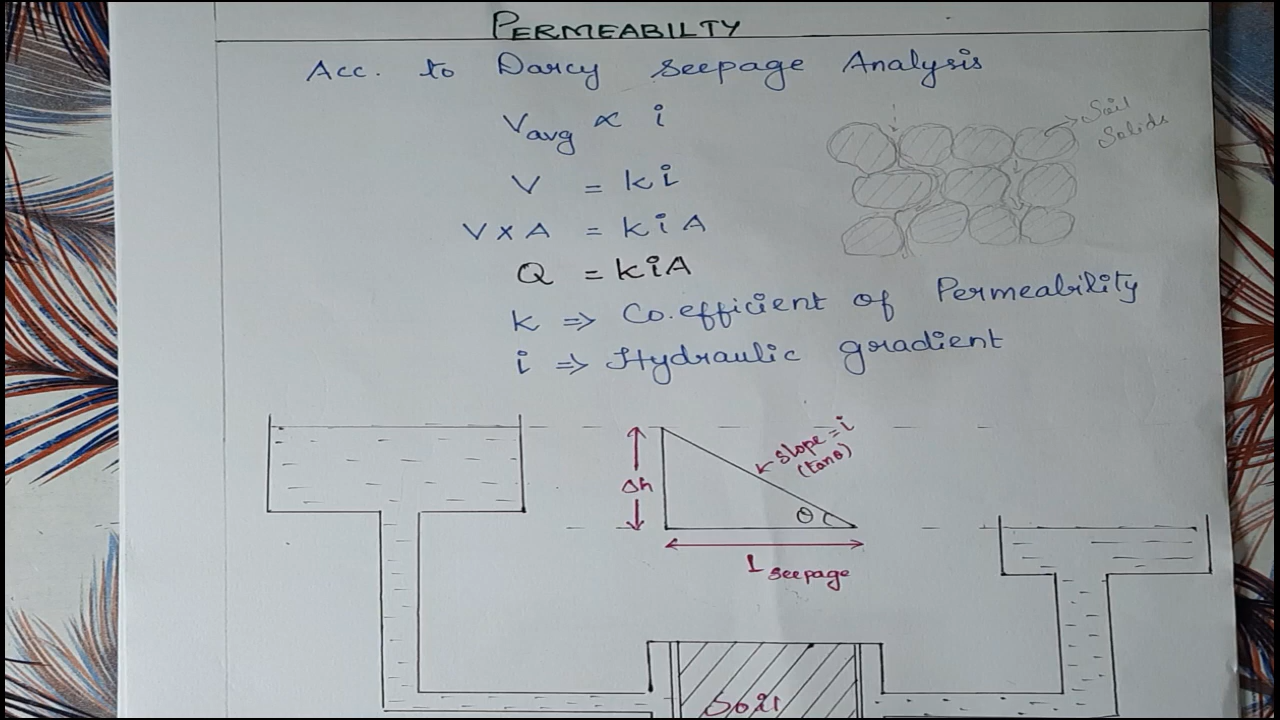 PERMEABILTY
Acc. to Darcy Seepage Analysis
Vavg ∝ i
V = ki
V x A = kiA
Q = kiA
k => Co.efficient of Permeability
i => Hydraulic gradient
Soil
Solids
slope = i
(tanθ)
Δh
θ
L seepage
Soil